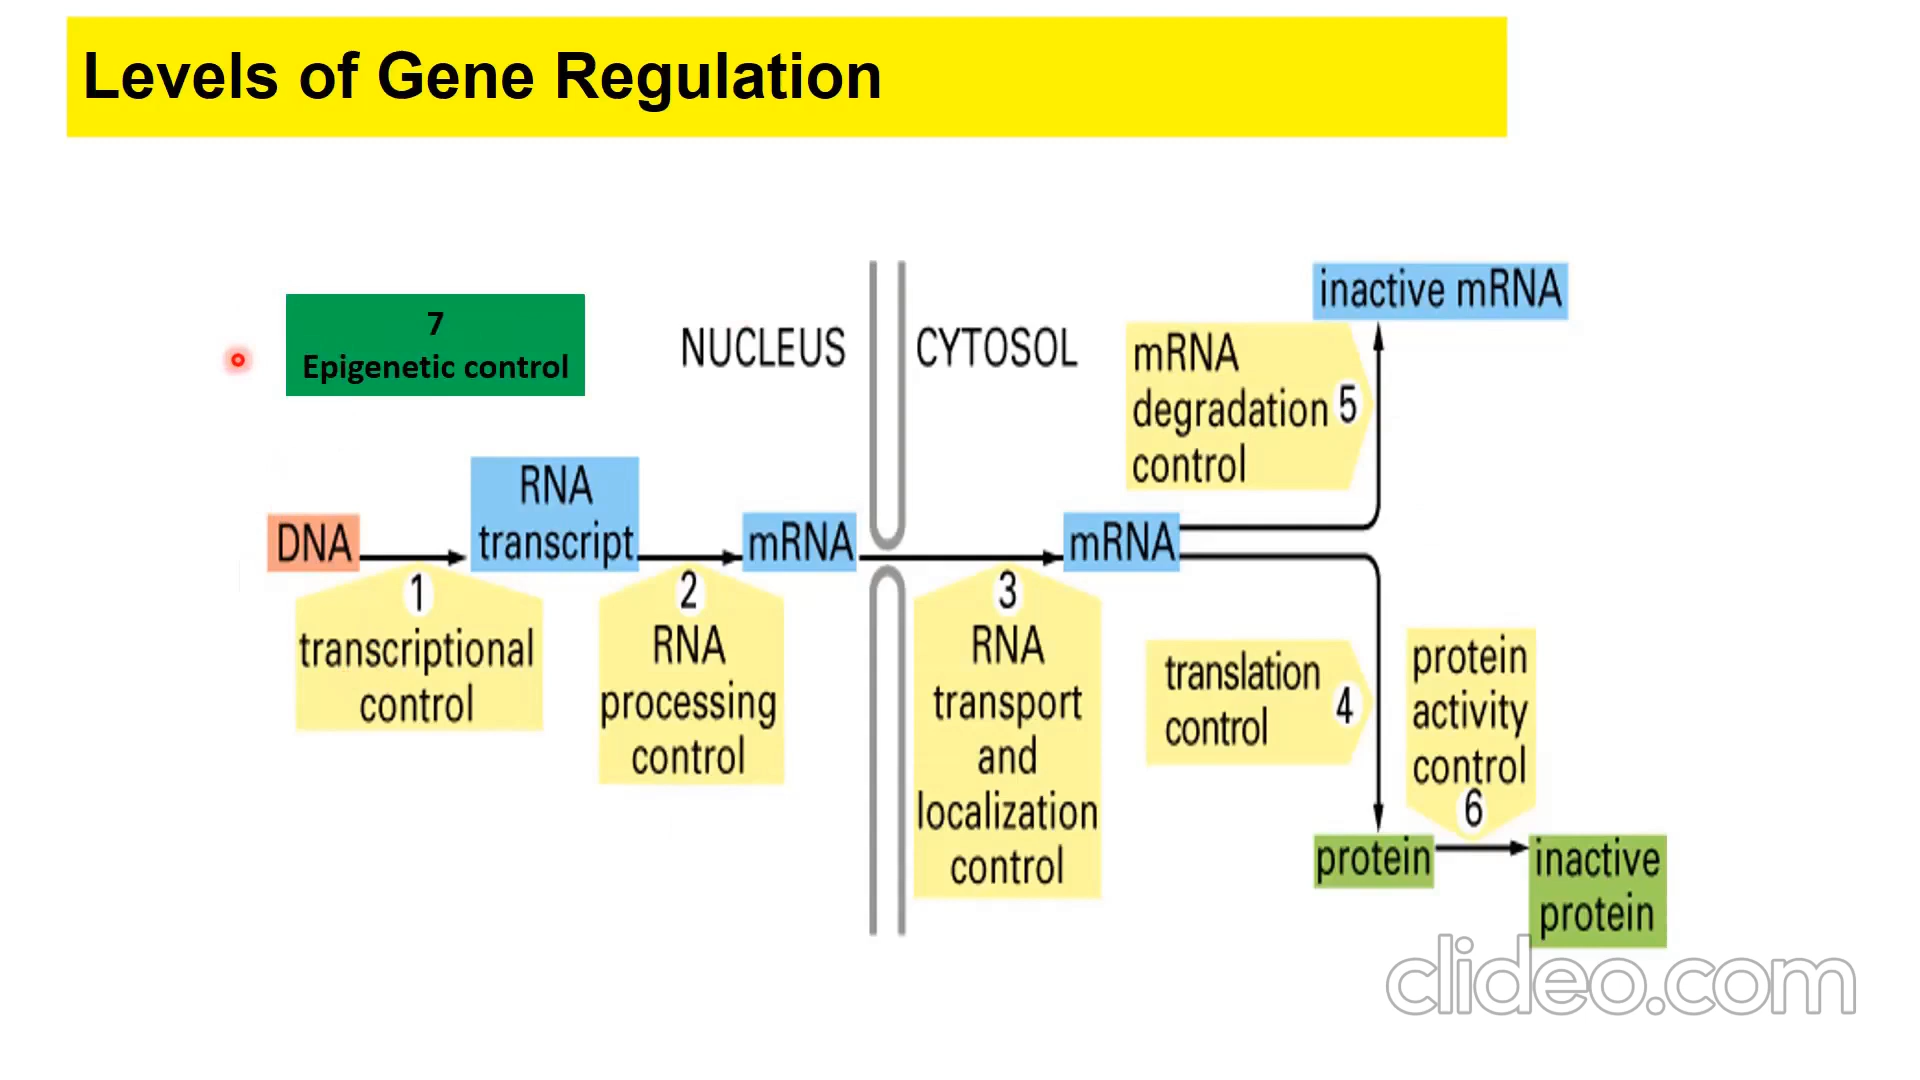 Levels of Gene Regulation
7
Epigenetic control
NUCLEUS
CYTOSOL
inactive mRNA
mRNA
degradation 5
control
DNA
RNA
transcript
mRNA
mRNA
1
transcriptional
control
2
RNA
processing
control
3
RNA
transport
and
localization
control
translation
control
4
protein
activity
control
6
protein
inactive
protein
clideo.com